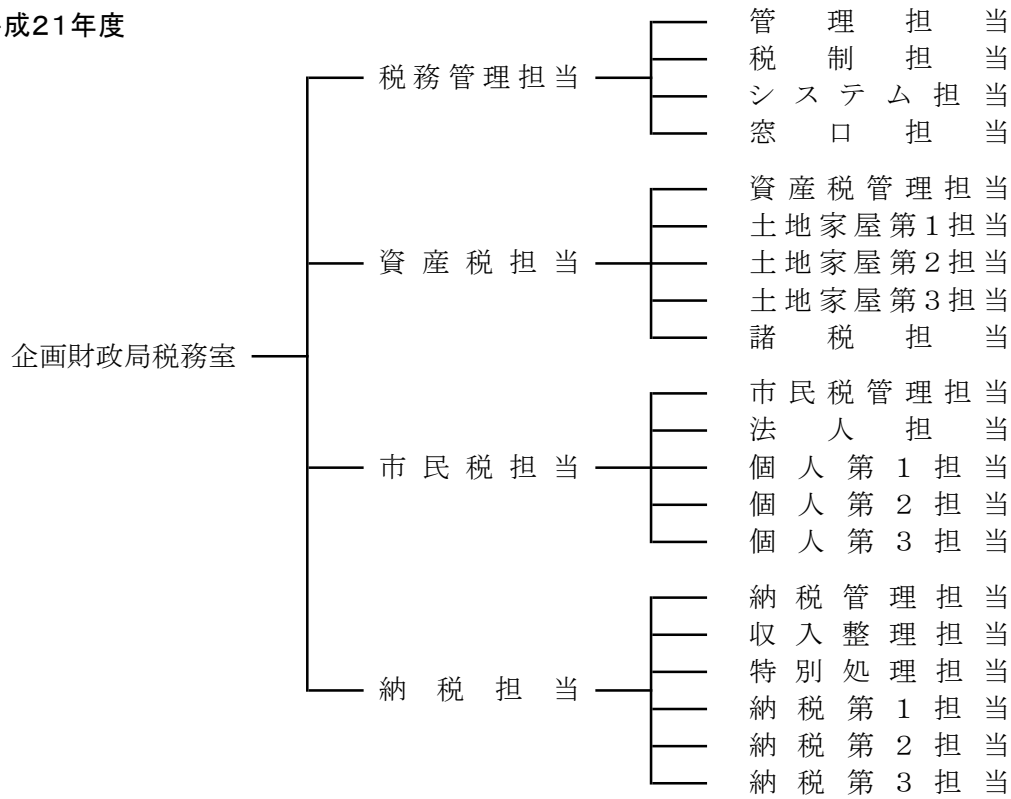 成21年度
管理担当
税制担当
税務管理担当
システム担当
窓口担当
資産税管理担当
土地家屋第1担当
資産税担当
土地家屋第2担当
土地家屋第3担当
諸税担当
企画財政局税務室
市民税管理担当
法人担当
市民税担当
個人第1担当
個人第2担当
個人第3担当
納税管理担当
収入整理担当
特別処理担当
納税担当
納税第1担当
納税第2担当
納税第3担当